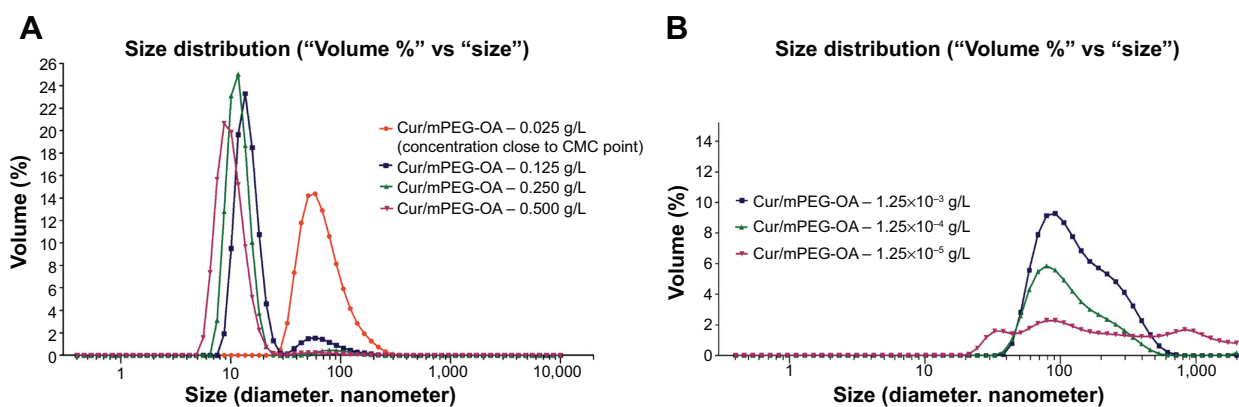 A
Size distribution (“Volume %” vs “size”)
26
24
22
20
18
16
14
12
10
8
6
4
2
0
Volume (%)
Cur/mPEG-OA – 0.025 g/L
(concentration close to CMC point)
Cur/mPEG-OA – 0.125 g/L
Cur/mPEG-OA – 0.250 g/L
Cur/mPEG-OA – 0.500 g/L
1 10 100 1,000 10,000
Size (diameter. nanometer)
B
Size distribution (“Volume %” vs “size”)
14
12
10
8
6
4
2
0
Volume (%)
Cur/mPEG-OA – 1.25×10⁻³ g/L
Cur/mPEG-OA – 1.25×10⁻⁴ g/L
Cur/mPEG-OA – 1.25×10⁻⁵ g/L
1 10 100 1,000
Size (diameter. nanometer)